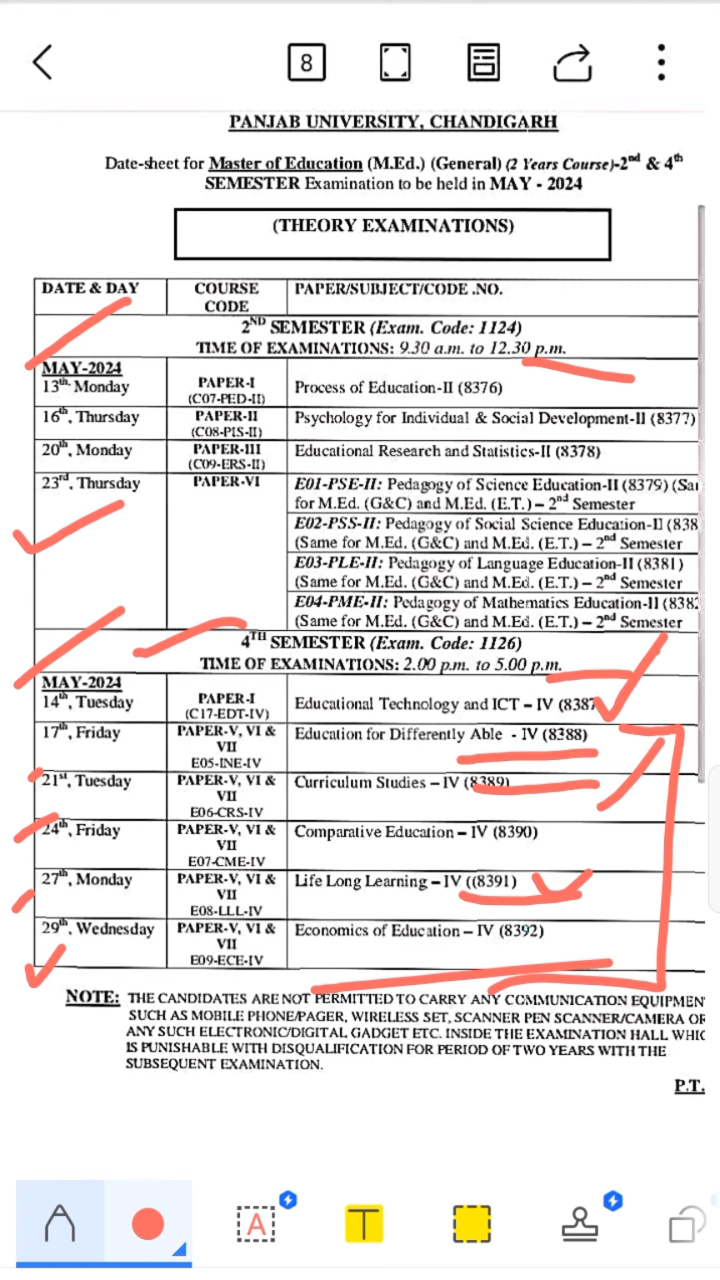 8
PANJAB UNIVERSITY, CHANDIGARH
Date-sheet for Master of Education (M.Ed.) (General) (2 Years Course)-2nd & 4th
SEMESTER Examination to be held in MAY - 2024
(THEORY EXAMINATIONS)
DATE & DAY COURSE CODE PAPER/SUBJECT/CODE .NO.
2ND SEMESTER (Exam. Code: 1124)
TIME OF EXAMINATIONS: 9.30 a.m. to 12.30 p.m.
MAY-2024
13th. Monday PAPER-I (C07-PED-II) Process of Education-II (8376)
16th, Thursday PAPER-II (C08-PIS-II) Psychology for Individual & Social Development-II (8377)
20th, Monday PAPER-III (C09-ERS-II) Educational Research and Statistics-II (8378)
23rd. Thursday PAPER-VI E01-PSE-II: Pedagogy of Science Education-II (8379) (Sa
for M.Ed. (G&C) and M.Ed. (E.T.) – 2nd Semester
E02-PSS-II: Pedagogy of Social Science Education-II (838
(Same for M.Ed. (G&C) and M.Ed. (E.T.) – 2nd Semester
E03-PLE-II: Pedagogy of Language Education-II (8381)
(Same for M.Ed. (G&C) and M.Ed. (E.T.) – 2nd Semester
E04-PME-II: Pedagogy of Mathematics Education-II (838
(Same for M.Ed. (G&C) and M.Ed. (E.T.) – 2nd Semester
4TH SEMESTER (Exam. Code: 1126)
TIME OF EXAMINATIONS: 2.00 p.m. to 5.00 p.m.
MAY-2024
14th, Tuesday PAPER-I (C17-EDT-IV) Educational Technology and ICT – IV (8387
17th, Friday PAPER-V, VI & VII E05-INE-IV Education for Differently Able - IV (8388)
21st, Tuesday PAPER-V, VI & VII E06-CRS-IV Curriculum Studies – IV (8389)
24th, Friday PAPER-V, VI & VII E07-CME-IV Comparative Education – IV (8390)
27th, Monday PAPER-V, VI & VII E08-LLL-IV Life Long Learning – IV ((8391)
29th, Wednesday PAPER-V, VI & VII E09-ECE-IV Economics of Education – IV (8392)
NOTE: THE CANDIDATES ARE NOT PERMITTED TO CARRY ANY COMMUNICATION EQUIPMEN
SUCH AS MOBILE PHONE/PAGER, WIRELESS SET, SCANNER PEN SCANNER/CAMERA OR
ANY SUCH ELECTRONIC/DIGITAL GADGET ETC. INSIDE THE EXAMINATION HALL WHIC
IS PUNISHABLE WITH DISQUALIFICATION FOR PERIOD OF TWO YEARS WITH THE
SUBSEQUENT EXAMINATION.
P.T.
A T